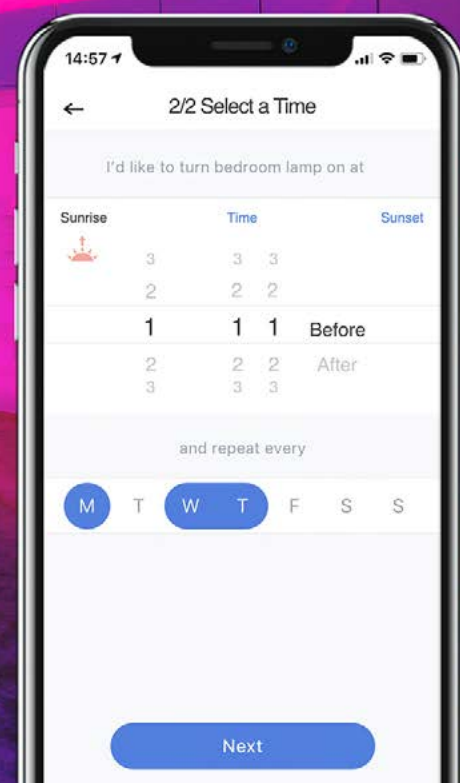 14:57
2/2 Select a Time
I'd like to turn bedroom lamp on at
Sunrise Time Sunset
3 3 3
2 2 2
1 1 1 Before
2 2 2 After
3 3 3
and repeat every
M T W T F S S
Next